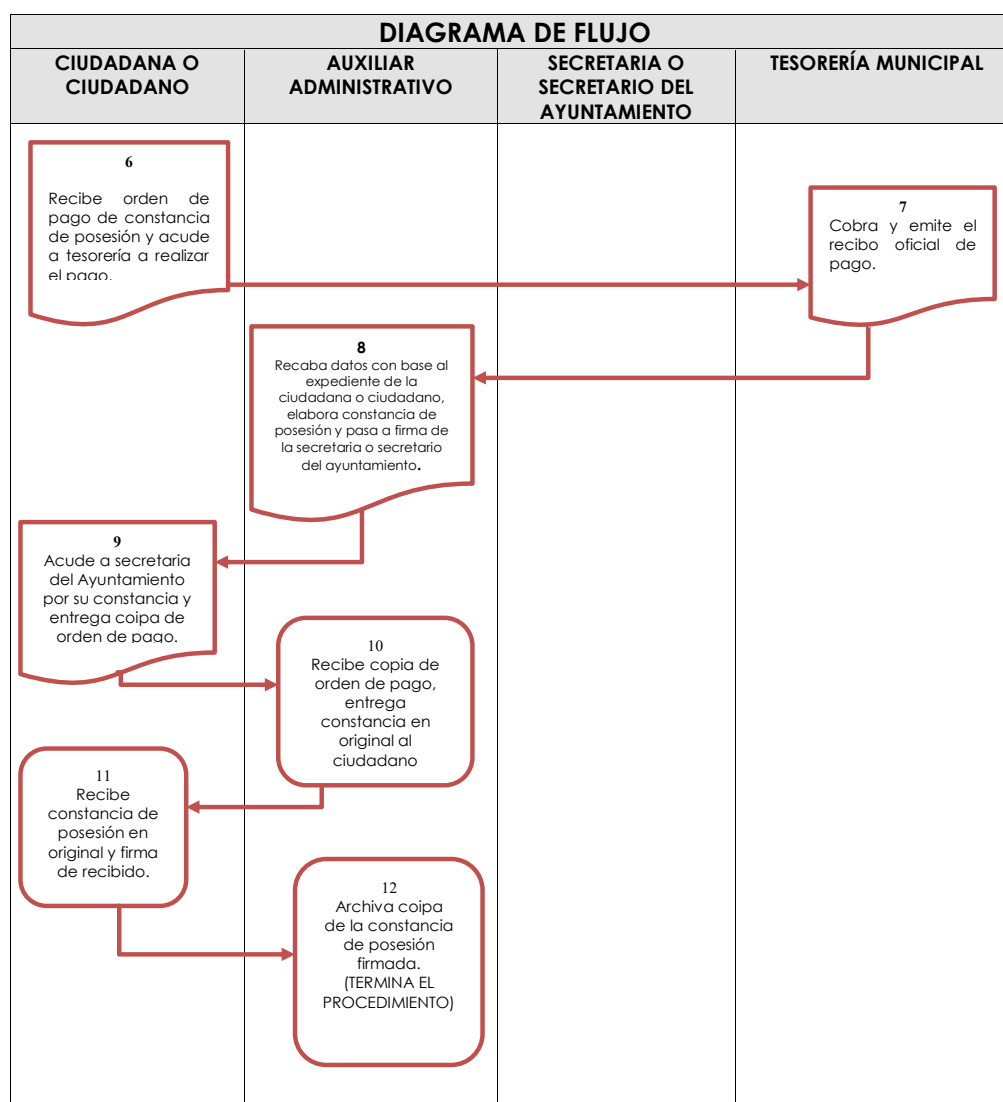 DIAGRAMA DE FLUJO
CIUDADANA O
CIUDADANO
AUXILIAR
ADMINISTRATIVO
SECRETARIA O
SECRETARIO DEL
AYUNTAMIENTO
TESORERÍA MUNICIPAL
6
Recibe orden de
pago de constancia
de posesión y acude
a tesorería a realizar
el pago.
7
Cobra y emite el
recibo oficial de
pago.
8
Recaba datos con base al
expediente de la
ciudadana o ciudadano,
elabora constancia de
posesión y pasa a firma de
la secretaria o secretario
del ayuntamiento.
9
Acude a secretaria
del Ayuntamiento
por su constancia y
entrega coipa de
orden de pago.
10
Recibe copia de
orden de pago,
entrega
constancia en
original al
ciudadano
11
Recibe
constancia de
posesión en
original y firma
de recibido.
12
Archiva coipa
de la constancia
de posesión
firmada.
(TERMINA EL
PROCEDIMIENTO)